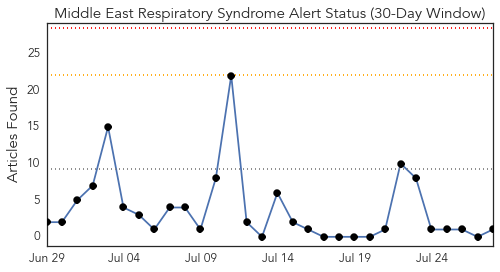 Middle East Respiratory Syndrome Alert Status (30-Day Window)
Articles Found
25
20
15
10
5
0
Jun 29 Jul 04 Jul 09 Jul 14 Jul 19 Jul 24